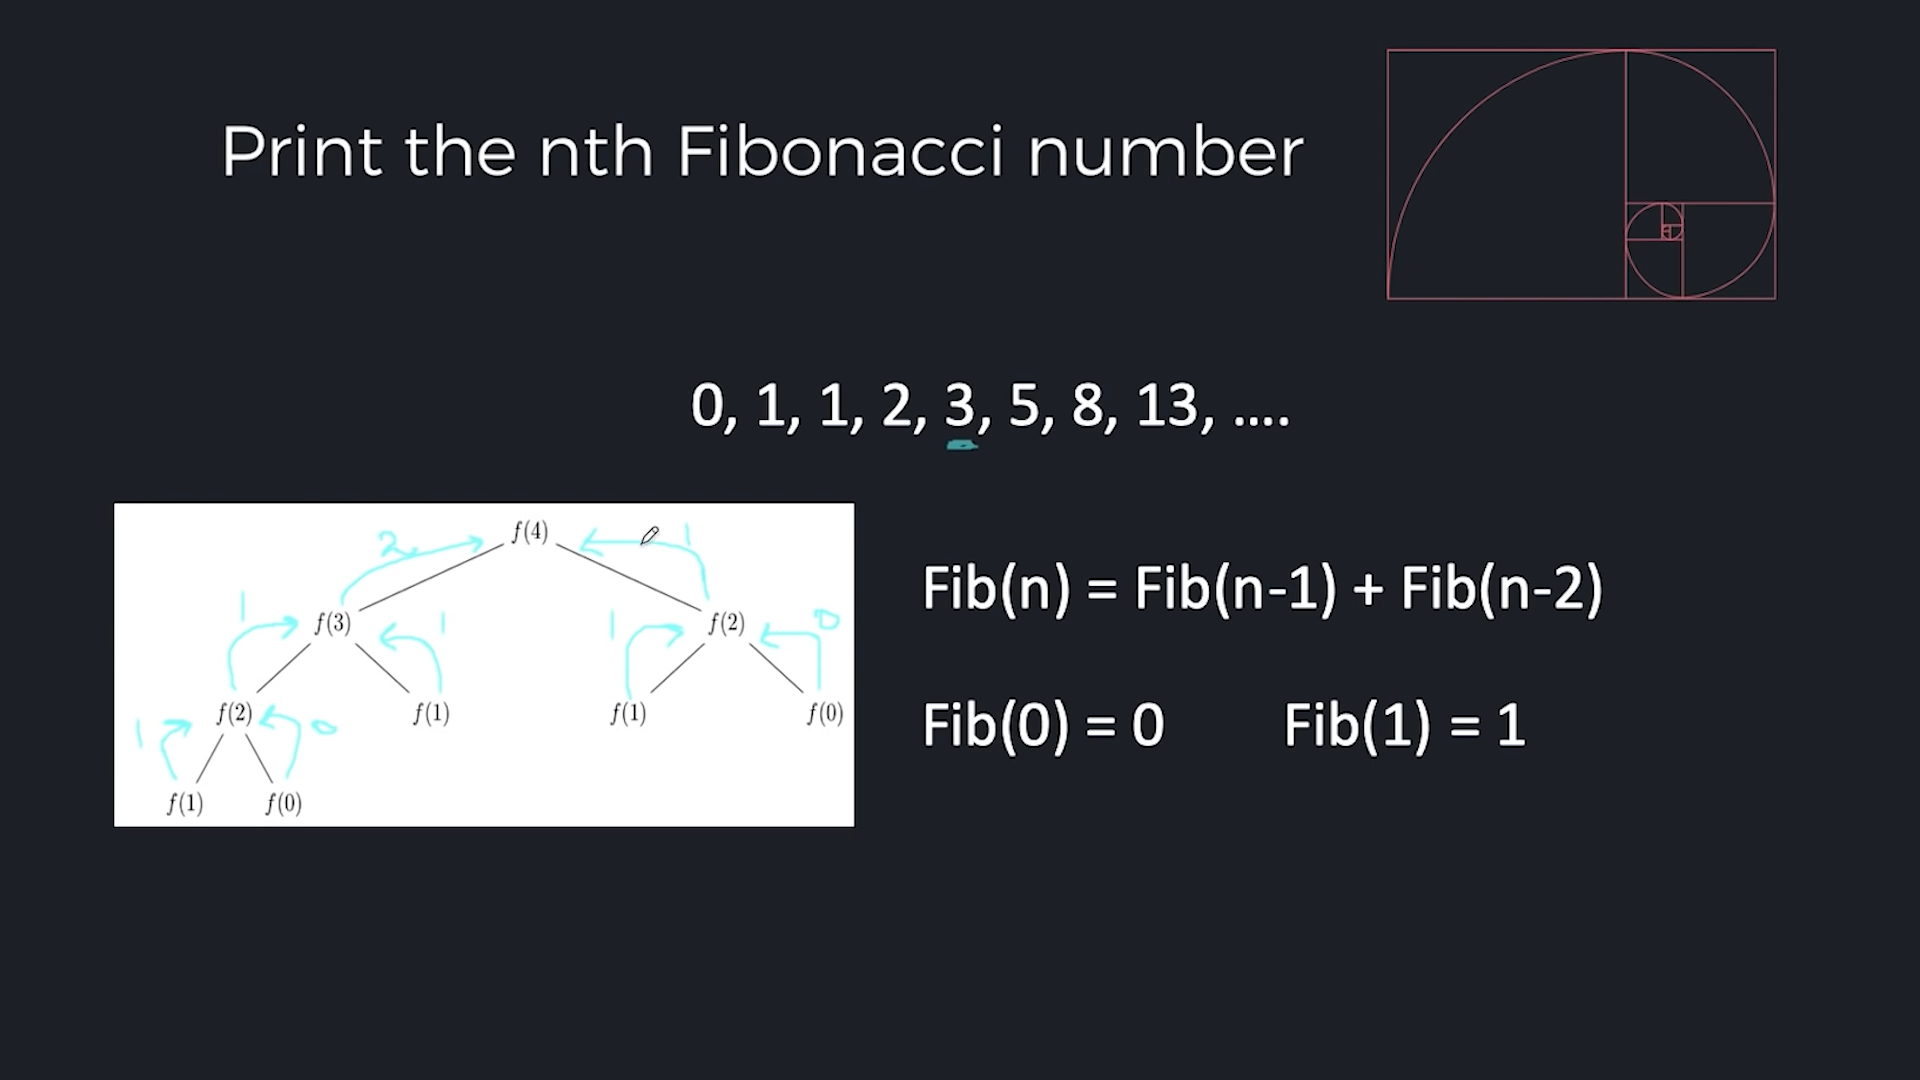 Print the nth Fibonacci number
0, 1, 1, 2, 3, 5, 8, 13, ....
f(4)
2
1
f(3)
f(2)
1
1
1
0
f(2)
f(1)
f(1)
f(0)
1
0
f(1)
f(0)
Fib(n) = Fib(n-1) + Fib(n-2)
Fib(0) = 0 Fib(1) = 1